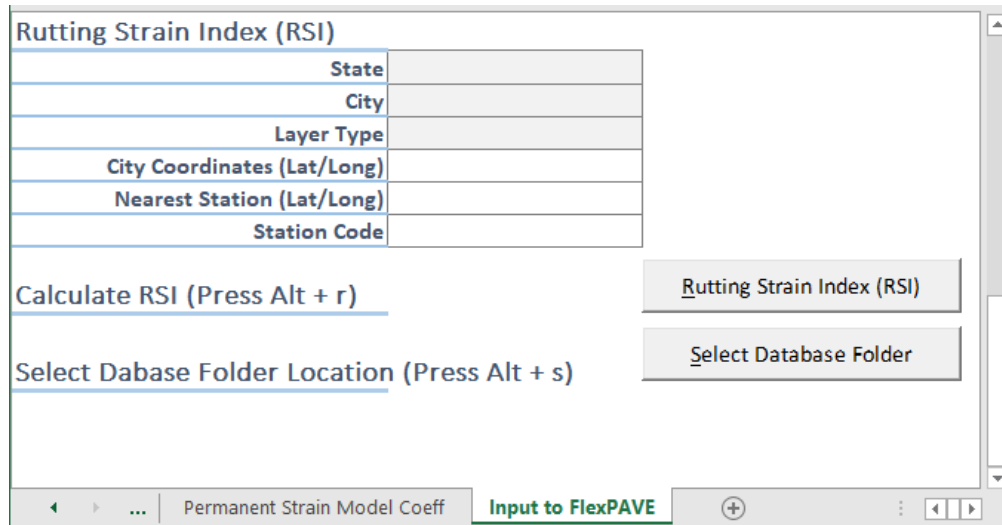 Rutting Strain Index (RSI)
State
City
Layer Type
City Coordinates (Lat/Long)
Nearest Station (Lat/Long)
Station Code
Calculate RSI (Press Alt + r)
Rutting Strain Index (RSI)
Select Database Folder
Select Dabase Folder Location (Press Alt + s)
... Permanent Strain Model Coeff Input to FlexPAVE